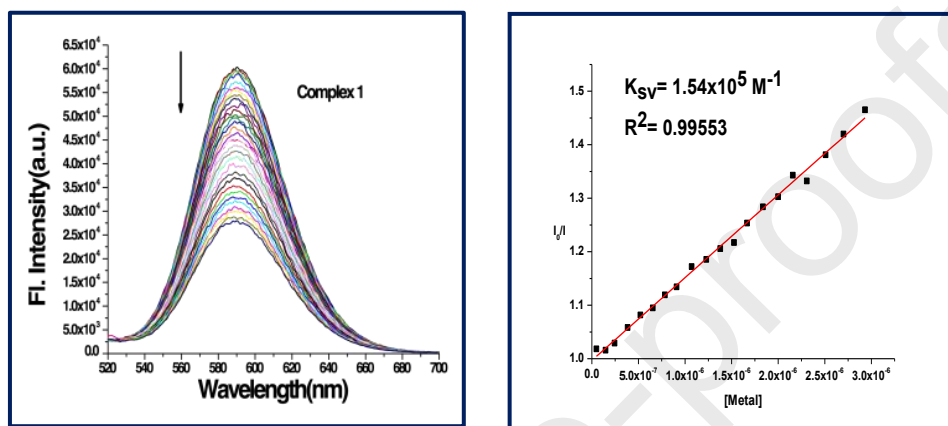 Fl. Intensity(a.u.)
6.5x10⁴
6.0x10⁴
5.5x10⁴
5.0x10⁴
4.5x10⁴
4.0x10⁴
3.5x10⁴
3.0x10⁴
2.5x10⁴
2.0x10⁴
1.5x10⁴
1.0x10⁴
5.0x10³
0.0
Complex 1
520 540 560 580 600 620 640 660 680 700
Wavelength(nm)
K_SV= 1.54x10⁵ M⁻¹
R²= 0.99553
I₀/I
1.5
1.4
1.3
1.2
1.1
1.0
0.0 5.0x10⁻⁷ 1.0x10⁻⁶ 1.5x10⁻⁶ 2.0x10⁻⁶ 2.5x10⁻⁶ 3.0x10⁻⁶
[Metal]
-proofs